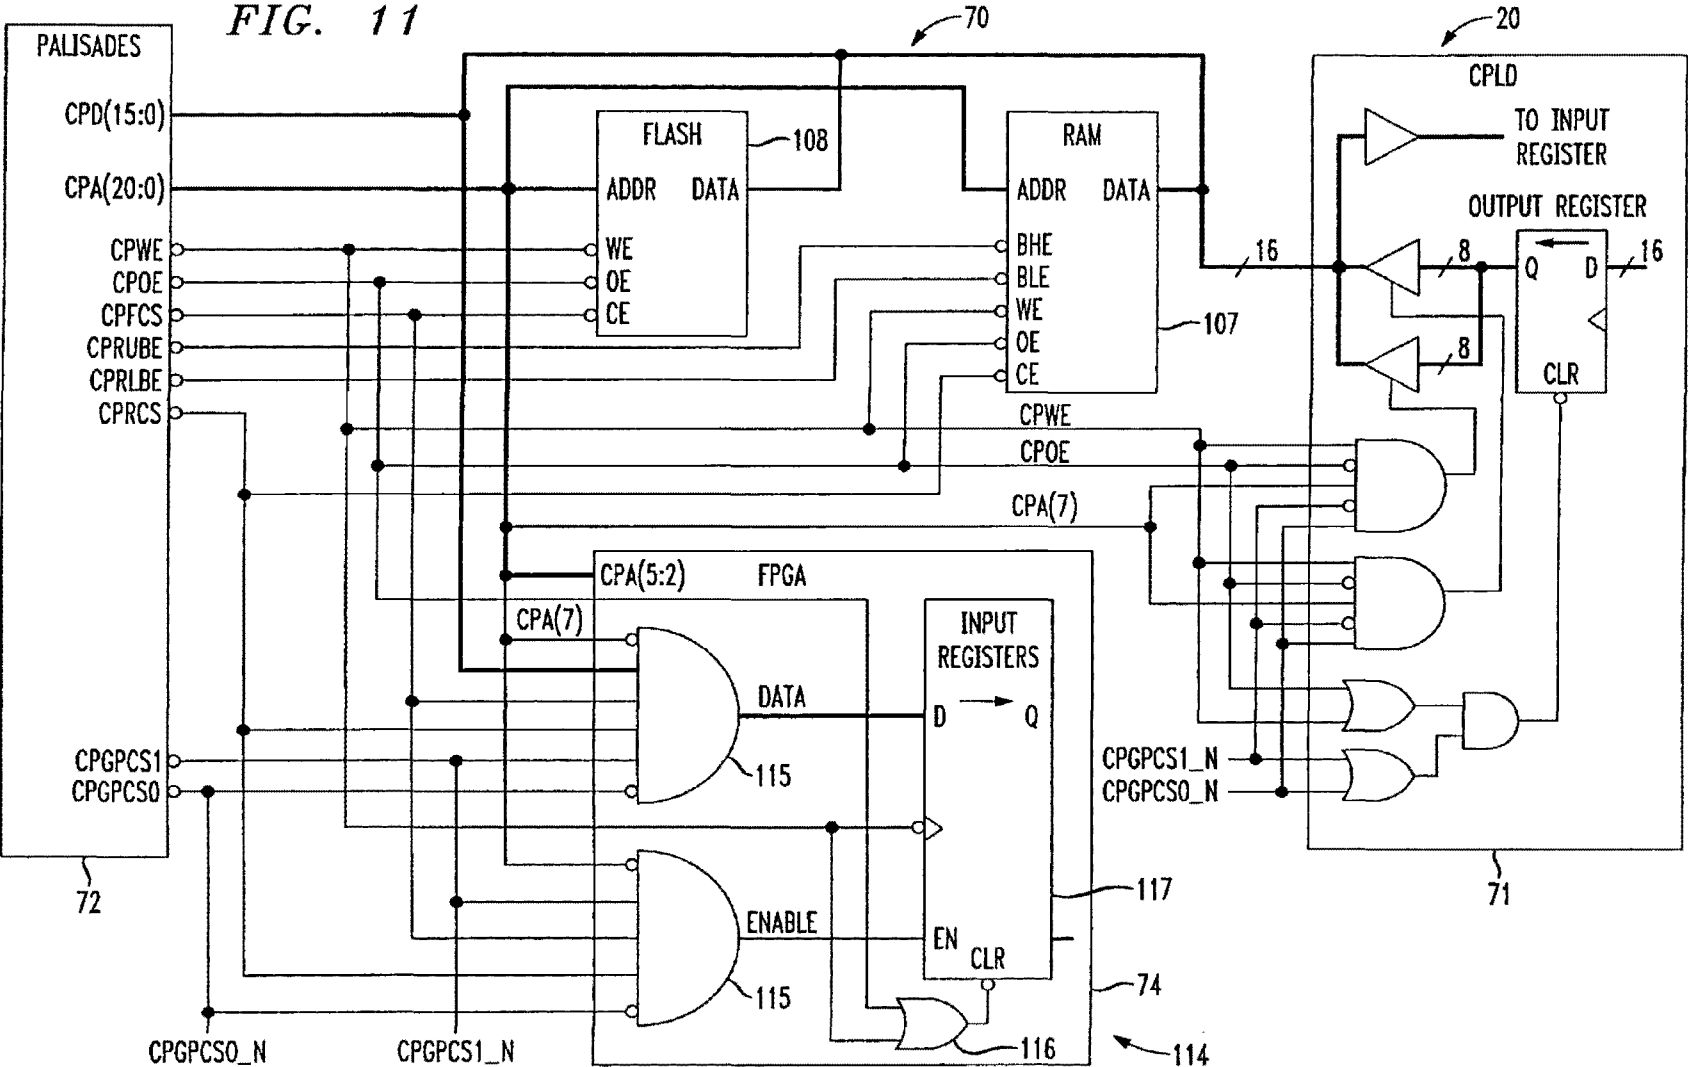 FIG. 11
70
20
PALISADES
CPD(15:0)
CPA(20:0)
CPWE
CPOE
CPFCS
CPRUBE
CPRLBE
CPRCS
CPGPCS1
CPGPCS0
72
FLASH
108
ADDR DATA
WE
OE
CE
RAM
ADDR DATA
BHE
BLE
WE
OE
CE
107
CPLD
TO INPUT
REGISTER
OUTPUT REGISTER
16
8
Q D
16
8
CLR
CPWE
CPOE
CPA(7)
CPA(5:2)
FPGA
CPA(7)
INPUT
REGISTERS
DATA
D Q
115
CPGPCS1_N
CPGPCS0_N
71
117
ENABLE
EN
CLR
115
74
116
114
CPGPCS0_N
CPGPCS1_N